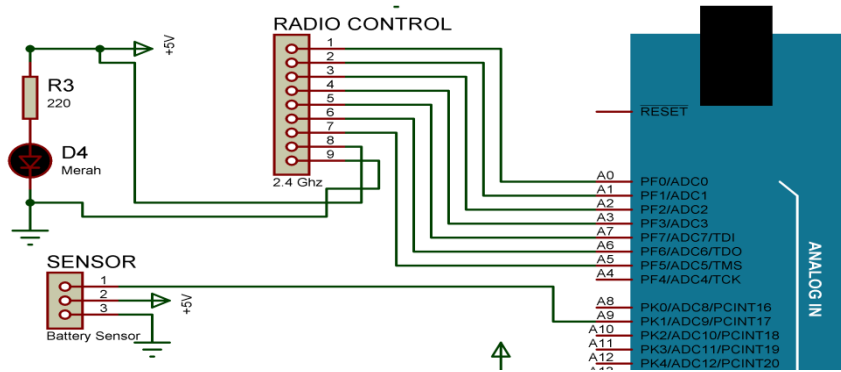 RADIO CONTROL
1
2
3
4
5
6
7
8
9
2.4 Ghz
+5V
R3
220
D4
Merah
SENSOR
1
2
3
+5V
Battery Sensor
RESET
A0 PF0/ADC0
A1 PF1/ADC1
A2 PF2/ADC2
A3 PF3/ADC3
A7 PF7/ADC7/TDI
A6 PF6/ADC6/TDO
A5 PF5/ADC5/TMS
A4 PF4/ADC4/TCK
A8 PK0/ADC8/PCINT16
A9 PK1/ADC9/PCINT17
A10 PK2/ADC10/PCINT18
A11 PK3/ADC11/PCINT19
A12 PK4/ADC12/PCINT20
ANALOG IN